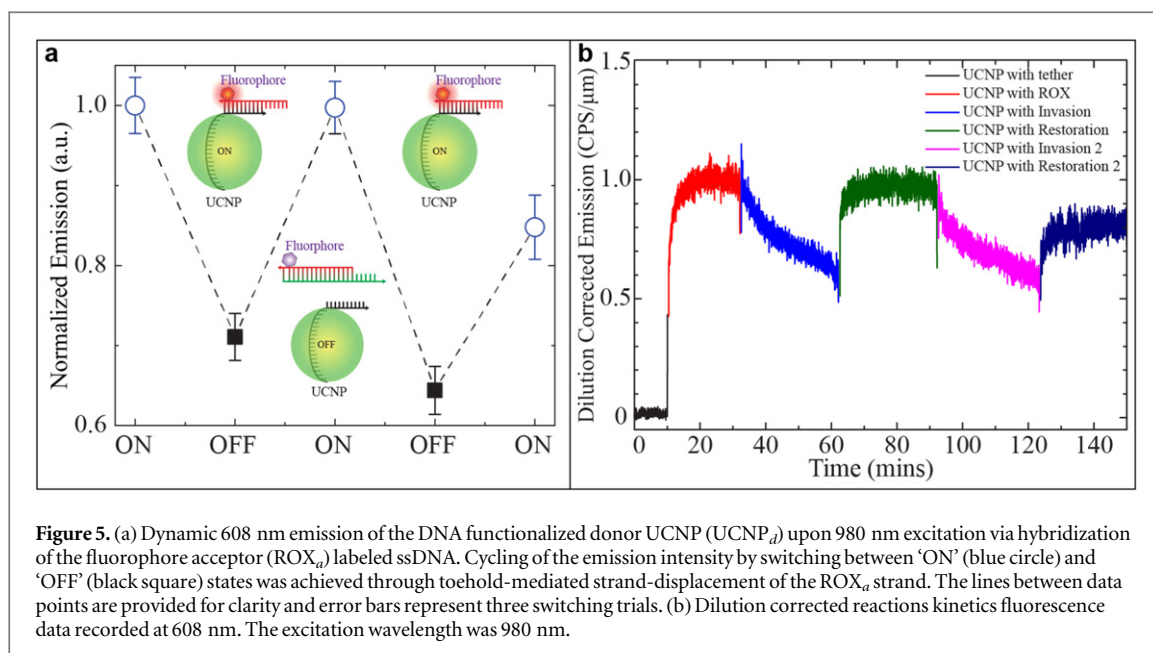 a
Normalized Emission (a.u.)
1.0
0.8
0.6
ON
OFF
ON
OFF
ON
Fluorophore
ON
UCNP
Fluorophore
ON
UCNP
Fluorphore
OFF
UCNP
b
Dilution Corrected Emission (CPS/μm)
1.5
1.0
0.5
0
0
20
40
60
80
100
120
140
Time (mins)
UCNP with tether
UCNP with ROX
UCNP with Invasion
UCNP with Restoration
UCNP with Invasion 2
UCNP with Restoration 2
Figure 5. (a) Dynamic 608 nm emission of the DNA functionalized donor UCNP (UCNPd) upon 980 nm excitation via hybridization
of the fluorophore acceptor (ROXa) labeled ssDNA. Cycling of the emission intensity by switching between ‘ON’ (blue circle) and
‘OFF’ (black square) states was achieved through toehold-mediated strand-displacement of the ROXa strand. The lines between data
points are provided for clarity and error bars represent three switching trials. (b) Dilution corrected reactions kinetics fluorescence
data recorded at 608 nm. The excitation wavelength was 980 nm.